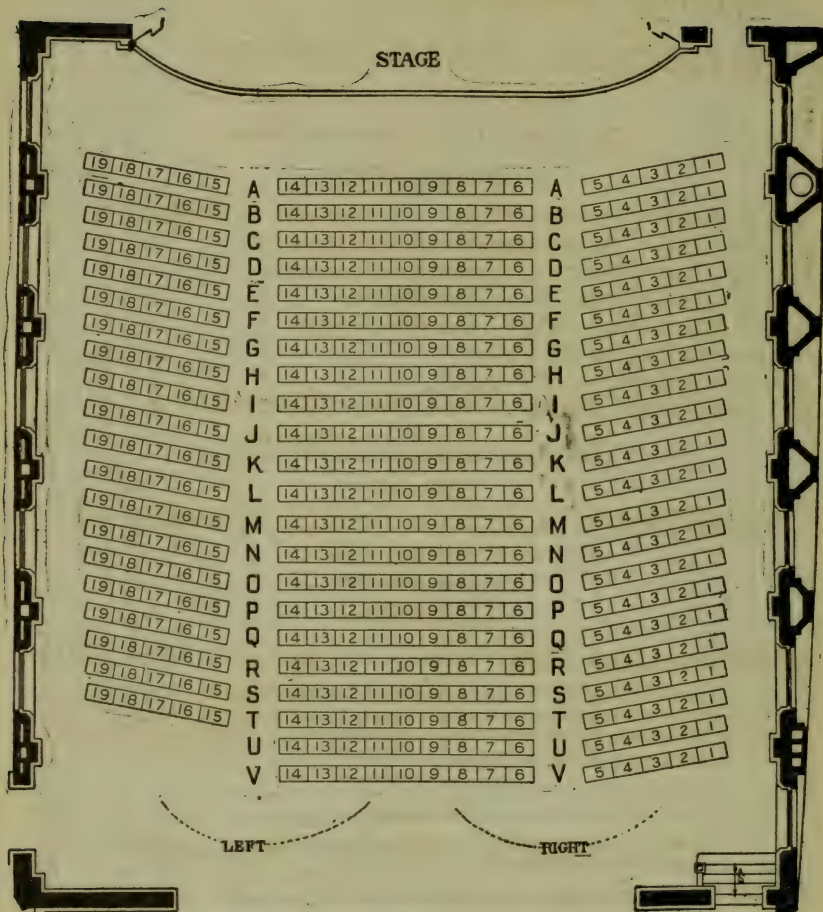 STAGE
19 18 17 16 15 A 14 13 12 11 10 9 8 7 6 A 5 4 3 2 1
19 18 17 16 15 B 14 13 12 11 10 9 8 7 6 B 5 4 3 2 1
19 18 17 16 15 C 14 13 12 11 10 9 8 7 6 C 5 4 3 2 1
19 18 17 16 15 D 14 13 12 11 10 9 8 7 6 D 5 4 3 2 1
19 18 17 16 15 E 14 13 12 11 10 9 8 7 6 E 5 4 3 2 1
19 18 17 16 15 F 14 13 12 11 10 9 8 7 6 F 5 4 3 2 1
19 18 17 16 15 G 14 13 12 11 10 9 8 7 6 G 5 4 3 2 1
19 18 17 16 15 H 14 13 12 11 10 9 8 7 6 H 5 4 3 2 1
19 18 17 16 15 I 14 13 12 11 10 9 8 7 6 I 5 4 3 2 1
19 18 17 16 15 J 14 13 12 11 10 9 8 7 6 J 5 4 3 2 1
19 18 17 16 15 K 14 13 12 11 10 9 8 7 6 K 5 4 3 2 1
19 18 17 16 15 L 14 13 12 11 10 9 8 7 6 L 5 4 3 2 1
19 18 17 16 15 M 14 13 12 11 10 9 8 7 6 M 5 4 3 2 1
19 18 17 16 15 N 14 13 12 11 10 9 8 7 6 N 5 4 3 2 1
19 18 17 16 15 O 14 13 12 11 10 9 8 7 6 O 5 4 3 2 1
19 18 17 16 15 P 14 13 12 11 10 9 8 7 6 P 5 4 3 2 1
19 18 17 16 15 Q 14 13 12 11 10 9 8 7 6 Q 5 4 3 2 1
19 18 17 16 15 R 14 13 12 11 10 9 8 7 6 R 5 4 3 2 1
19 18 17 16 15 S 14 13 12 11 10 9 8 7 6 S 5 4 3 2 1
19 18 17 16 15 T 14 13 12 11 10 9 8 7 6 T 5 4 3 2 1
U 14 13 12 11 10 9 8 7 6 U 5 4 3 2 1
V 14 13 12 11 10 9 8 7 6 V 5 4 3 2 1
LEFT RIGHT